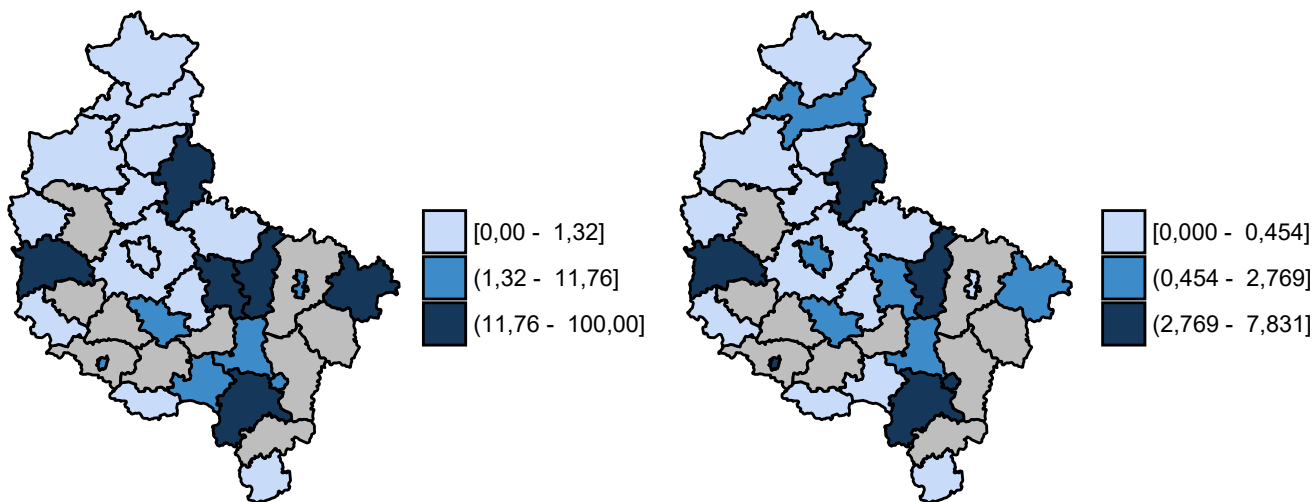 [0,00 - 1,32]
(1,32 - 11,76]
(11,76 - 100,00]
[0,000 - 0,454]
(0,454 - 2,769]
(2,769 - 7,831]